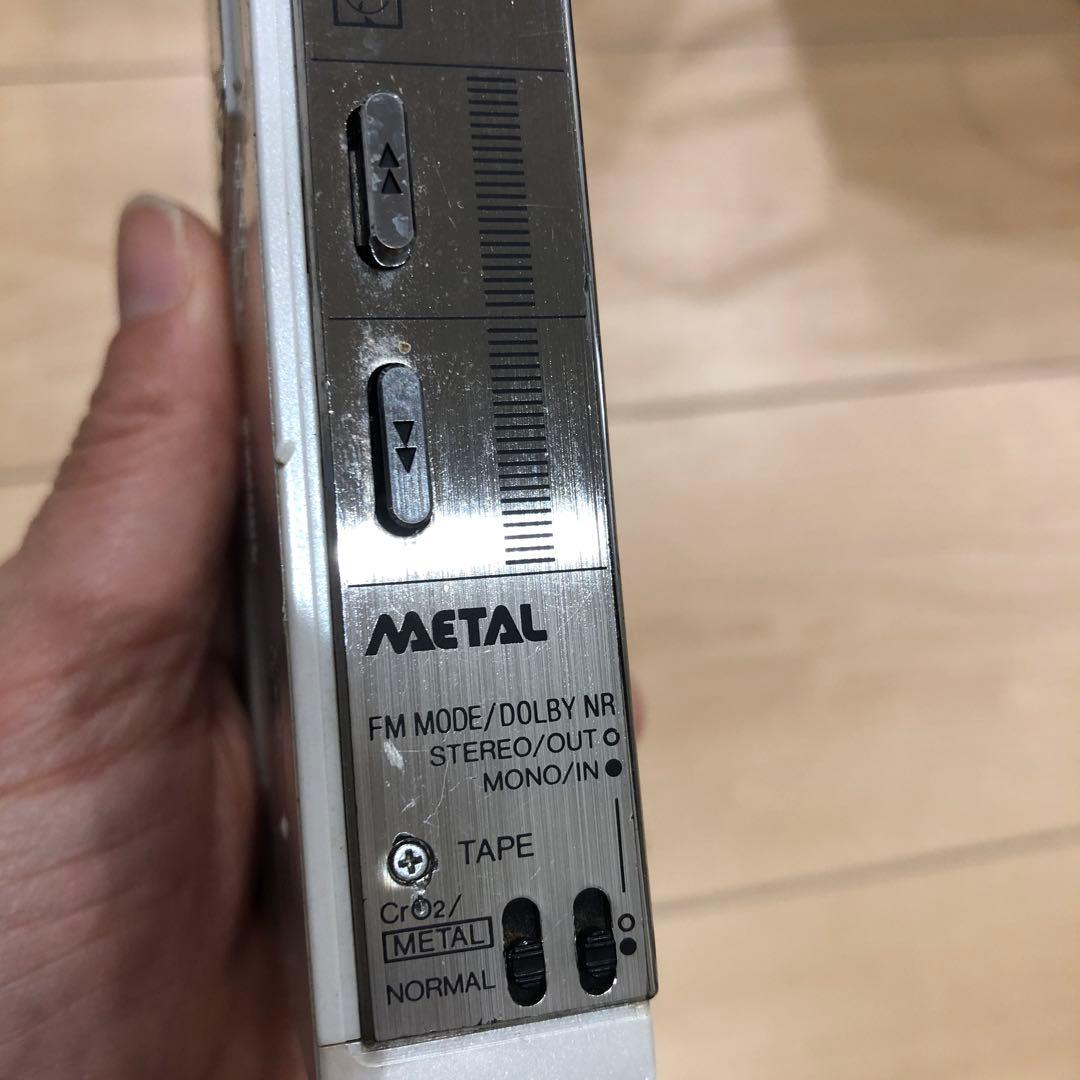 METAL
FM MODE/DOLBY NR
STEREO/OUT
MONO/IN
TAPE
CrO2/
METAL
NORMAL